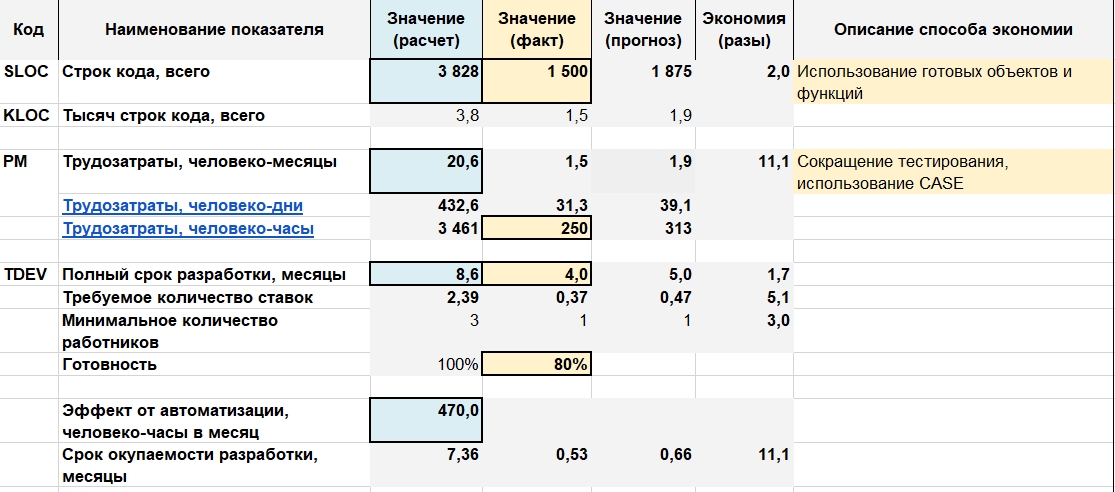 Код Наименование показателя Значение (расчет) Значение (факт) Значение (прогноз) Экономия (разы) Описание способа экономии
SLOC Строк кода, всего 3 828 1 500 1 875 2,0 Использование готовых объектов и
функций
KLOC Тысяч строк кода, всего 3,8 1,5 1,9
PM Трудозатраты, человеко-месяцы 20,6 1,5 1,9 11,1 Сокращение тестирования,
использование CASE
Трудозатраты, человеко-дни 432,6 31,3 39,1
Трудозатраты, человеко-часы 3 461 250 313
TDEV Полный срок разработки, месяцы 8,6 4,0 5,0 1,7
Требуемое количество ставок 2,39 0,37 0,47 5,1
Минимальное количество 3 1 1 3,0
работников
Готовность 100% 80%
Эффект от автоматизации, 470,0
человеко-часы в месяц
Срок окупаемости разработки, 7,36 0,53 0,66 11,1
месяцы